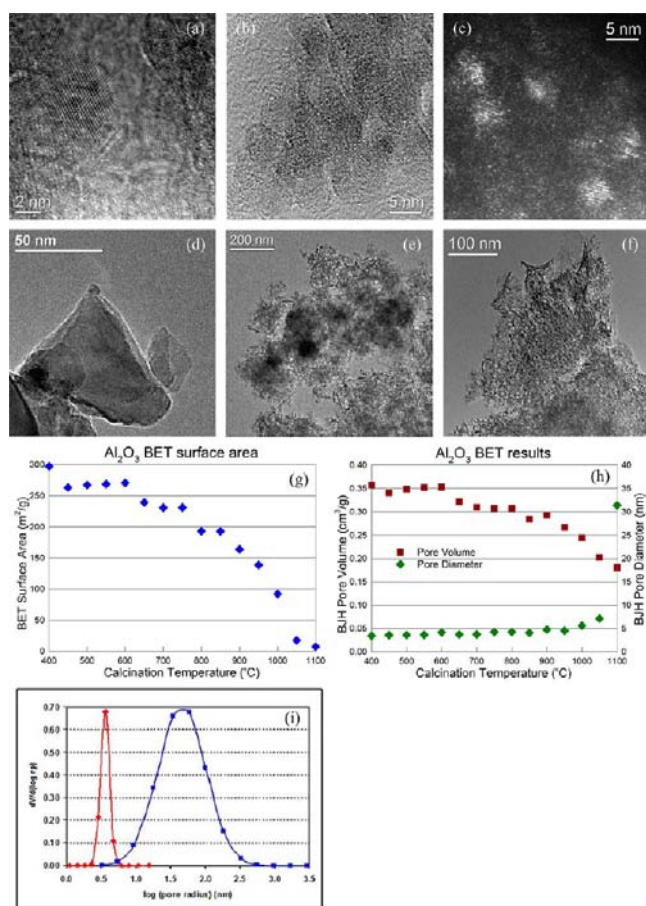 (a)
2 nm
(b)
5 nm
(c)
5 nm
50 nm
(d)
200 nm
(e)
100 nm
(f)
Al₂O₃ BET surface area
(g)
BET Surface Area (m²/g)
300
250
200
150
100
50
0
400 500 600 700 800 900 1000 1100
Calcination Temperature (°C)
Al₂O₃ BET results
(h)
BJH Pore Volume (cm³/g)
0.40
0.35
0.30
0.25
0.20
0.15
0.10
0.05
0.00
Pore Volume
Pore Diameter
40
35
30
25
20
15
10
5
0
BJH Pore Diameter (nm)
400 500 600 700 800 900 1000 1100
Calcination Temperature (°C)
(i)
0.70
0.60
0.50
0.40
0.30
0.20
0.10
0.00
0.0 0.5 1.0 1.5 2.0 2.5 3.0 3.5
log (pore radius) (nm)